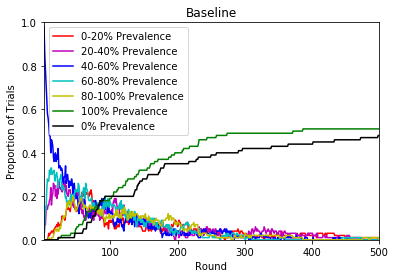 Baseline
1.0
0.8
0.6
0.4
0.2
0.0
Proportion of Trials
0-20% Prevalence
20-40% Prevalence
40-60% Prevalence
60-80% Prevalence
80-100% Prevalence
100% Prevalence
0% Prevalence
100
200
300
400
500
Round